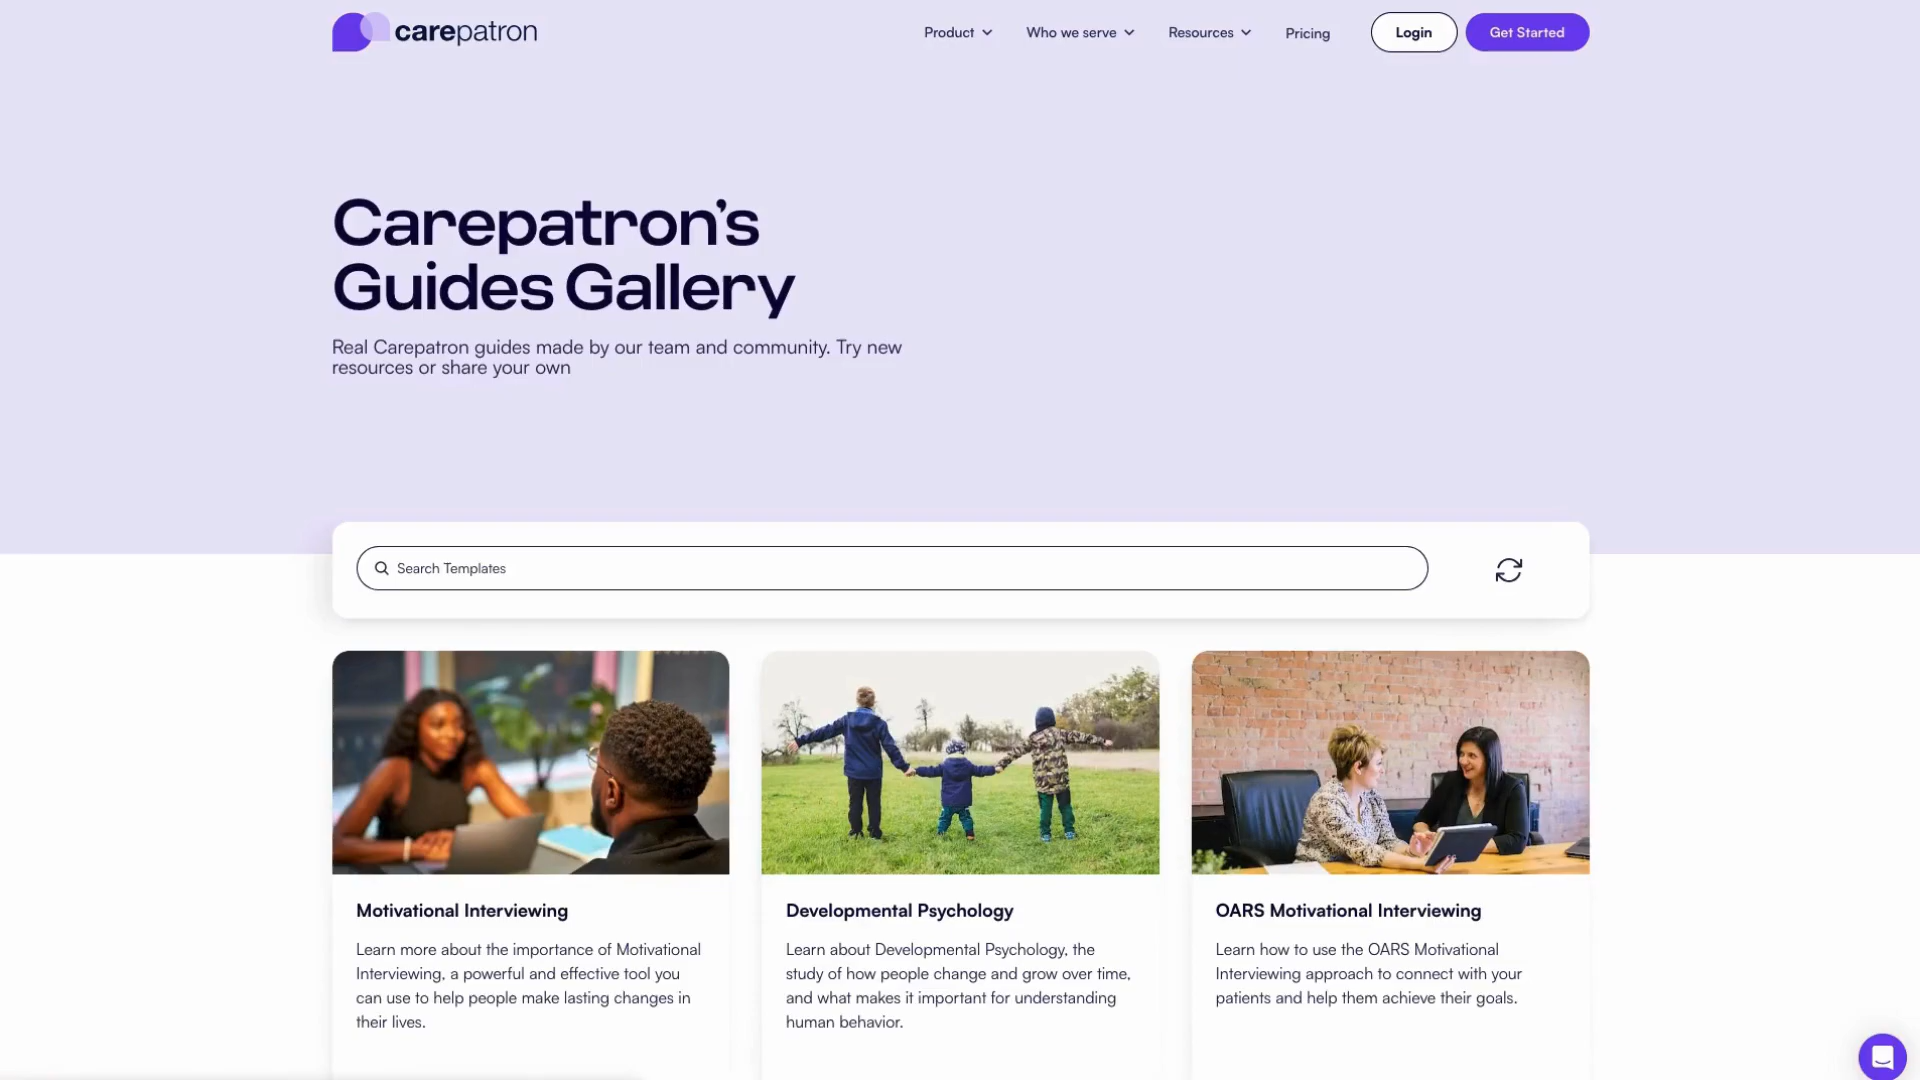 carepatron
Product
Who we serve
Resources
Pricing
Login
Get Started
Carepatron’s
Guides Gallery
Real Carepatron guides made by our team and community. Try new
resources or share your own
Search Templates
Motivational Interviewing
Learn more about the importance of Motivational
Interviewing, a powerful and effective tool you
can use to help people make lasting changes in
their lives.
Developmental Psychology
Learn about Developmental Psychology, the
study of how people change and grow over time,
and what makes it important for understanding
human behavior.
OARS Motivational Interviewing
Learn how to use the OARS Motivational
Interviewing approach to connect with your
patients and help them achieve their goals.